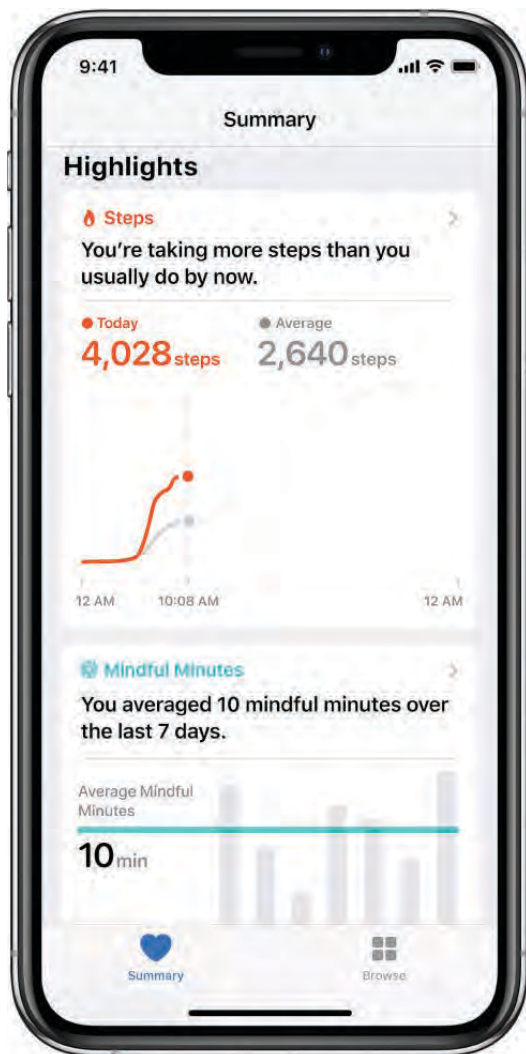 9:41
Summary
Highlights
Steps
You're taking more steps than you
usually do by now.
Today
Average
4,028 steps
2,640 steps
12 AM
10:08 AM
12 AM
Mindful Minutes
You averaged 10 mindful minutes over
the last 7 days.
Average Mindful
Minutes
10 min
Summary
Browse